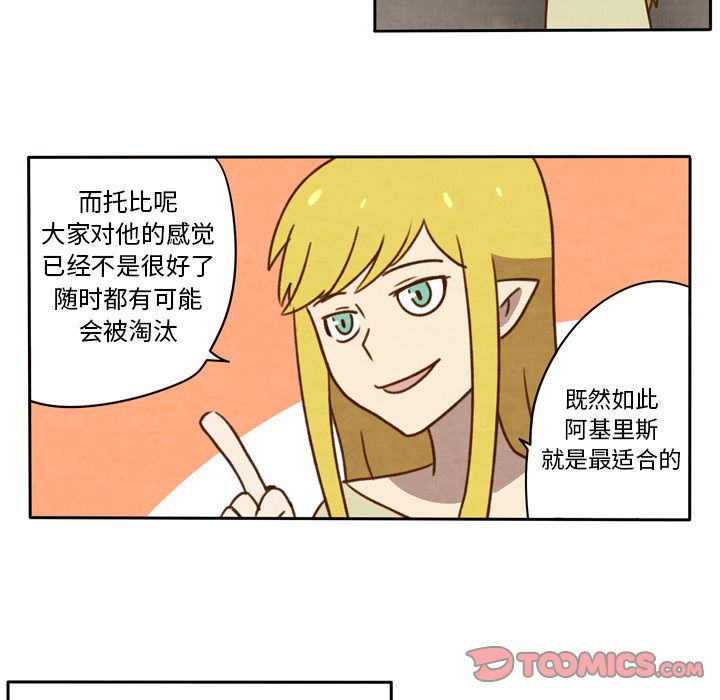 而托比呢
大家对他的感觉
已经不是很好了
随时都有可能
会被淘汰
既然如此
阿基里斯
就是最适合的
TOOMICS.COM